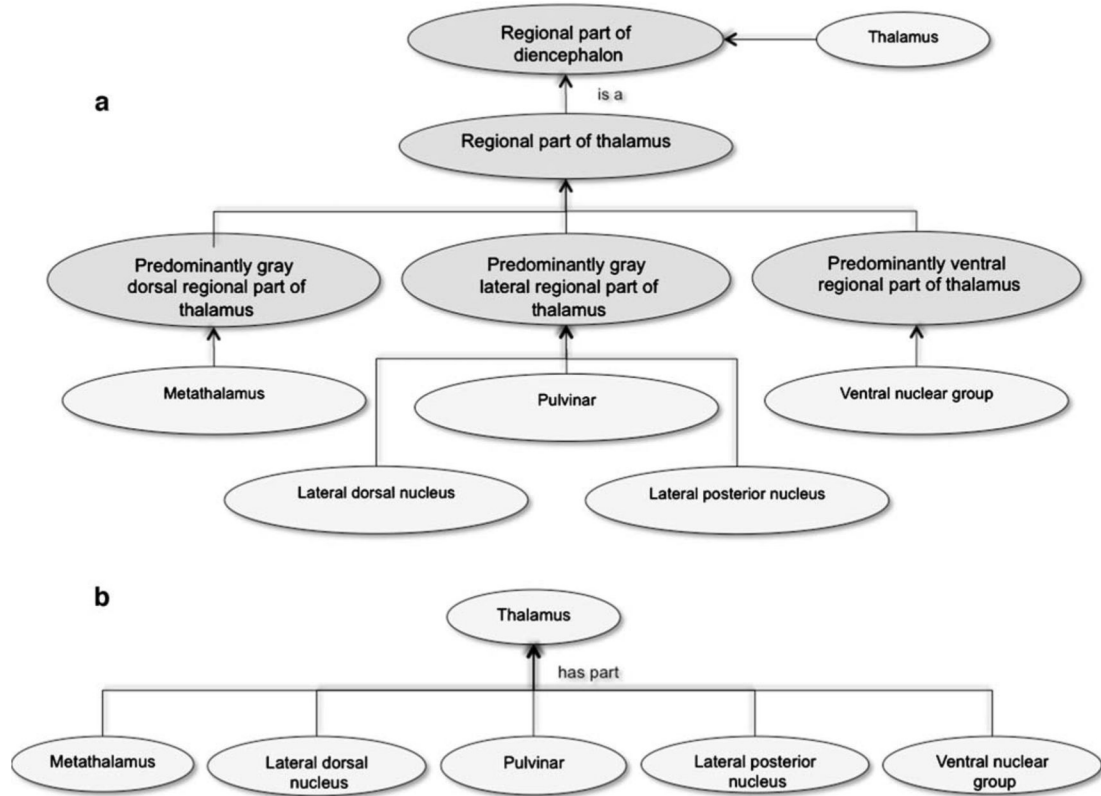 Regional part of
diencephalon
Thalamus
a
is a
Regional part of thalamus
Predominantly gray
dorsal regional part of
thalamus
Predominantly gray
lateral regional part of
thalamus
Predominantly ventral
regional part of thalamus
Metathalamus
Pulvinar
Ventral nuclear group
Lateral dorsal nucleus
Lateral posterior nucleus
b
Thalamus
has part
Metathalamus
Lateral dorsal
nucleus
Pulvinar
Lateral posterior
nucleus
Ventral nuclear
group